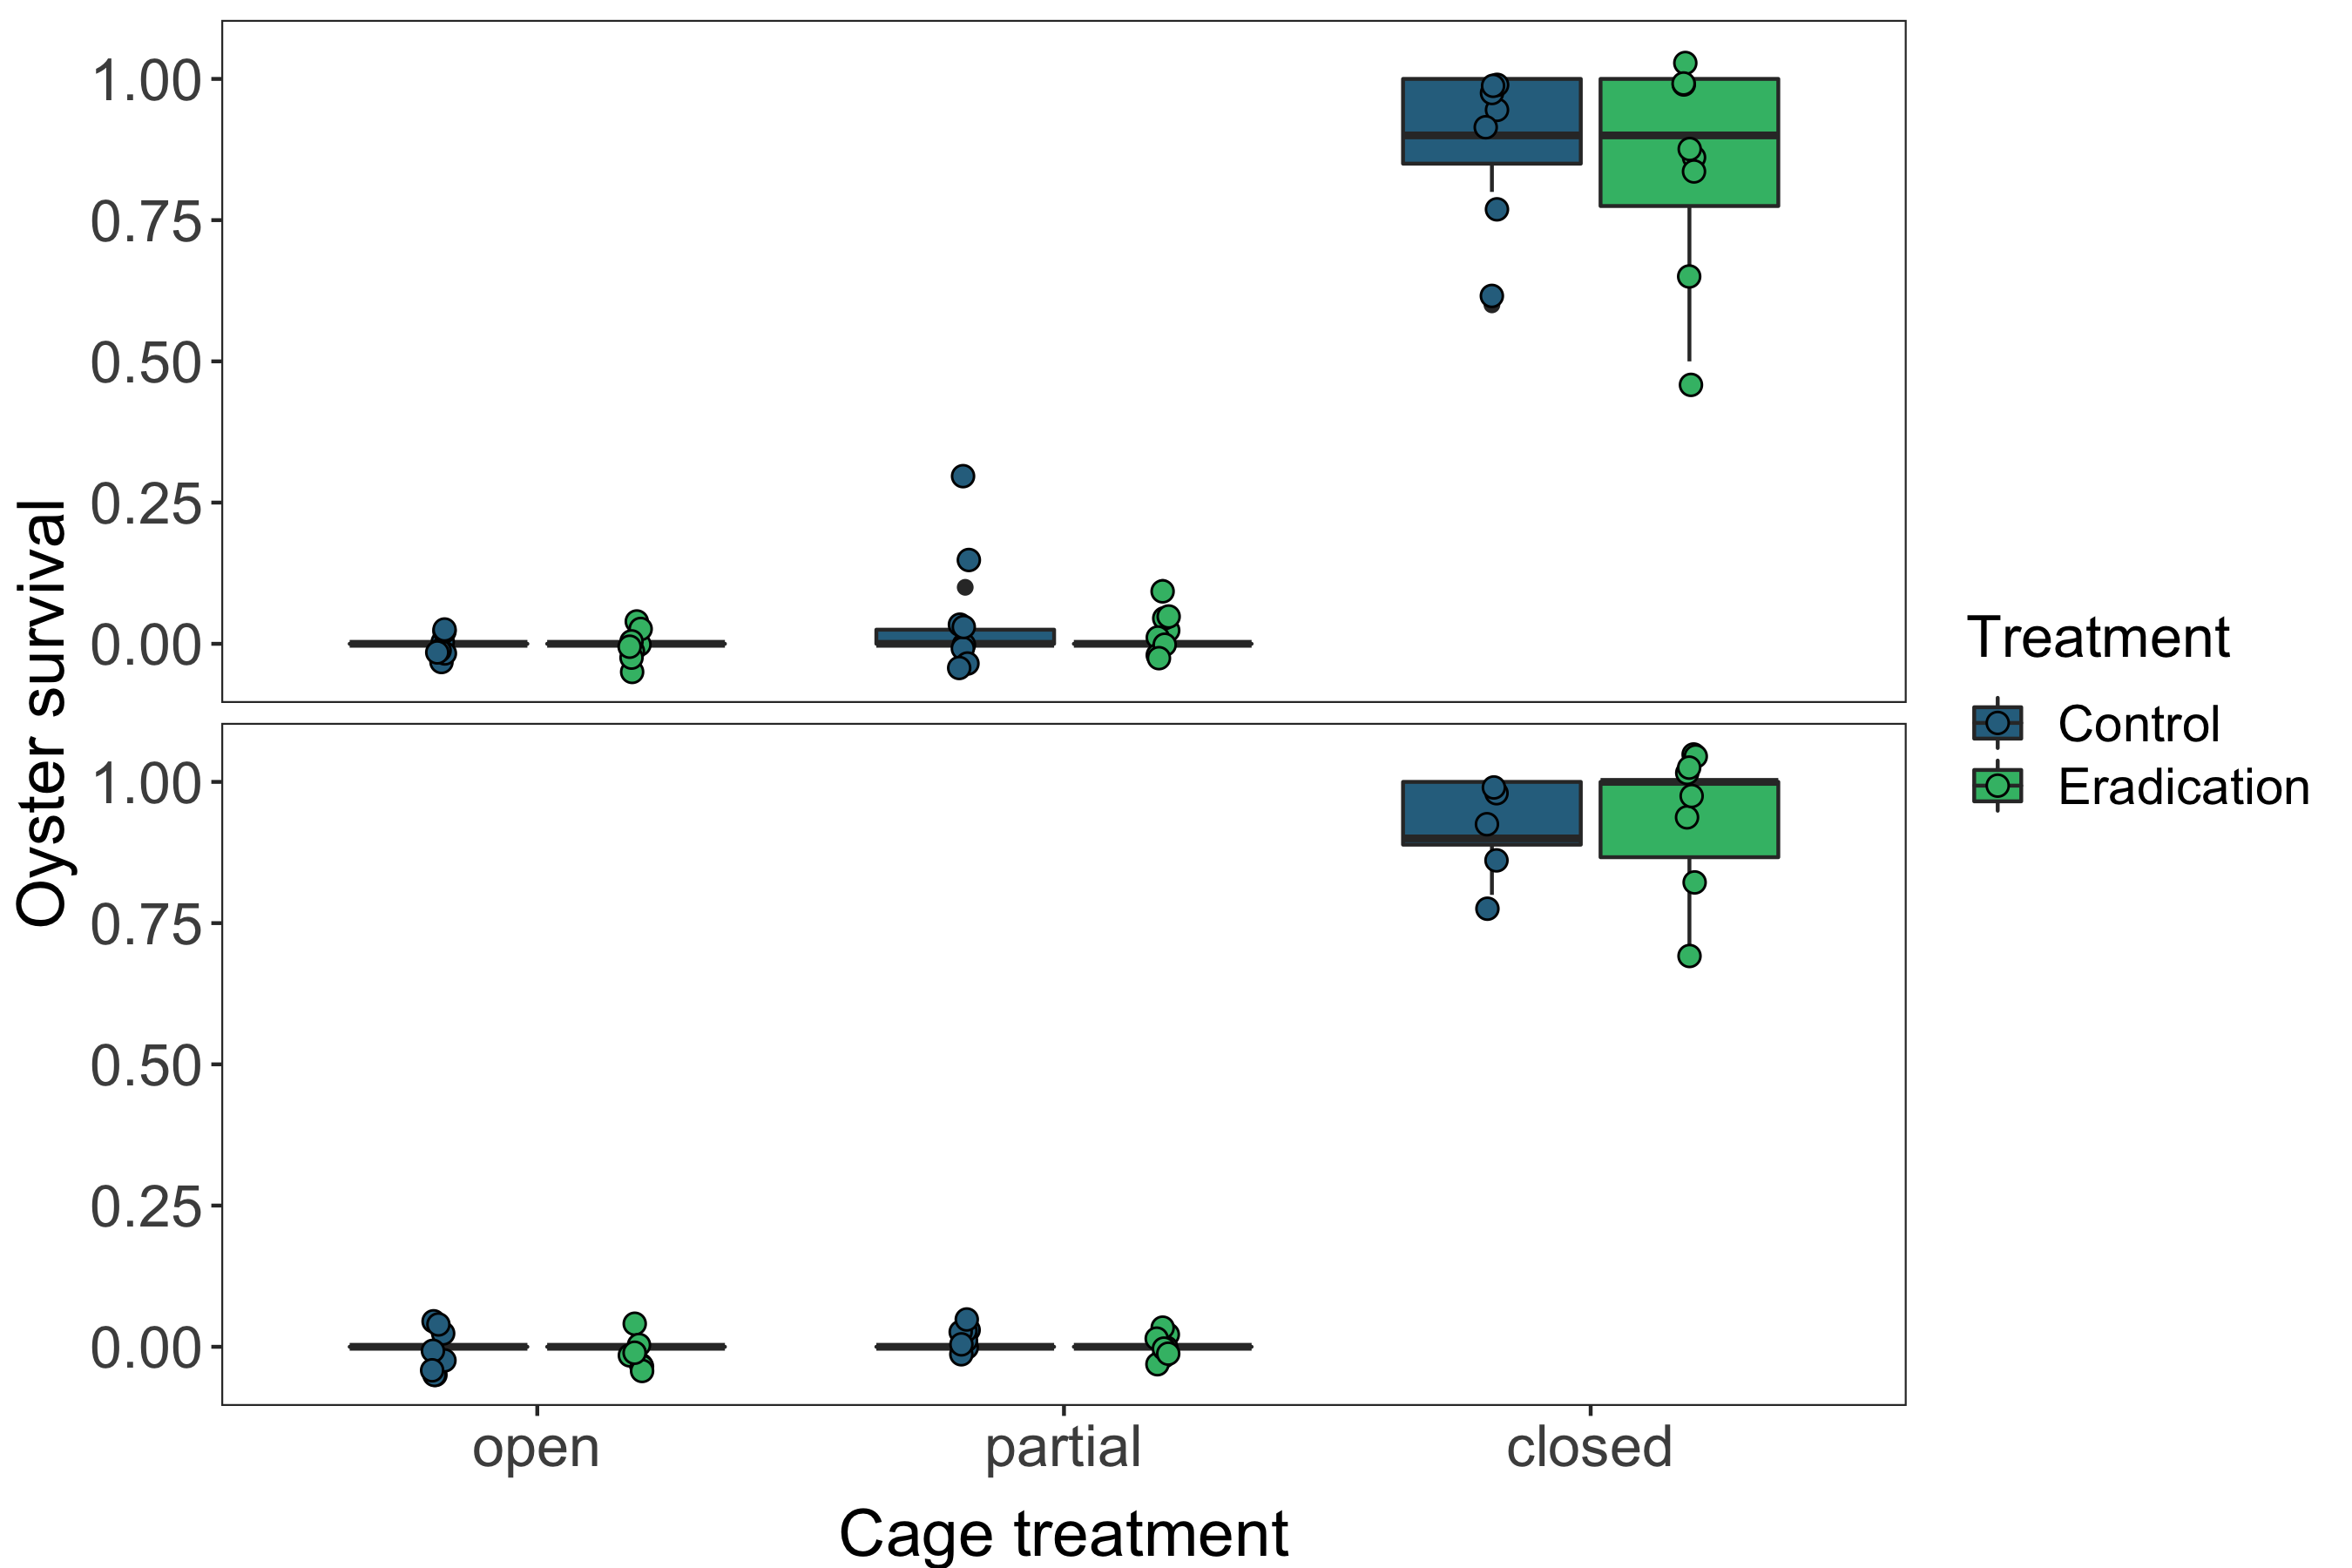 Oyster survival
1.00
0.75
0.50
0.25
0.00
1.00
0.75
0.50
0.25
0.00
open partial closed
Cage treatment
Treatment
Control
Eradication